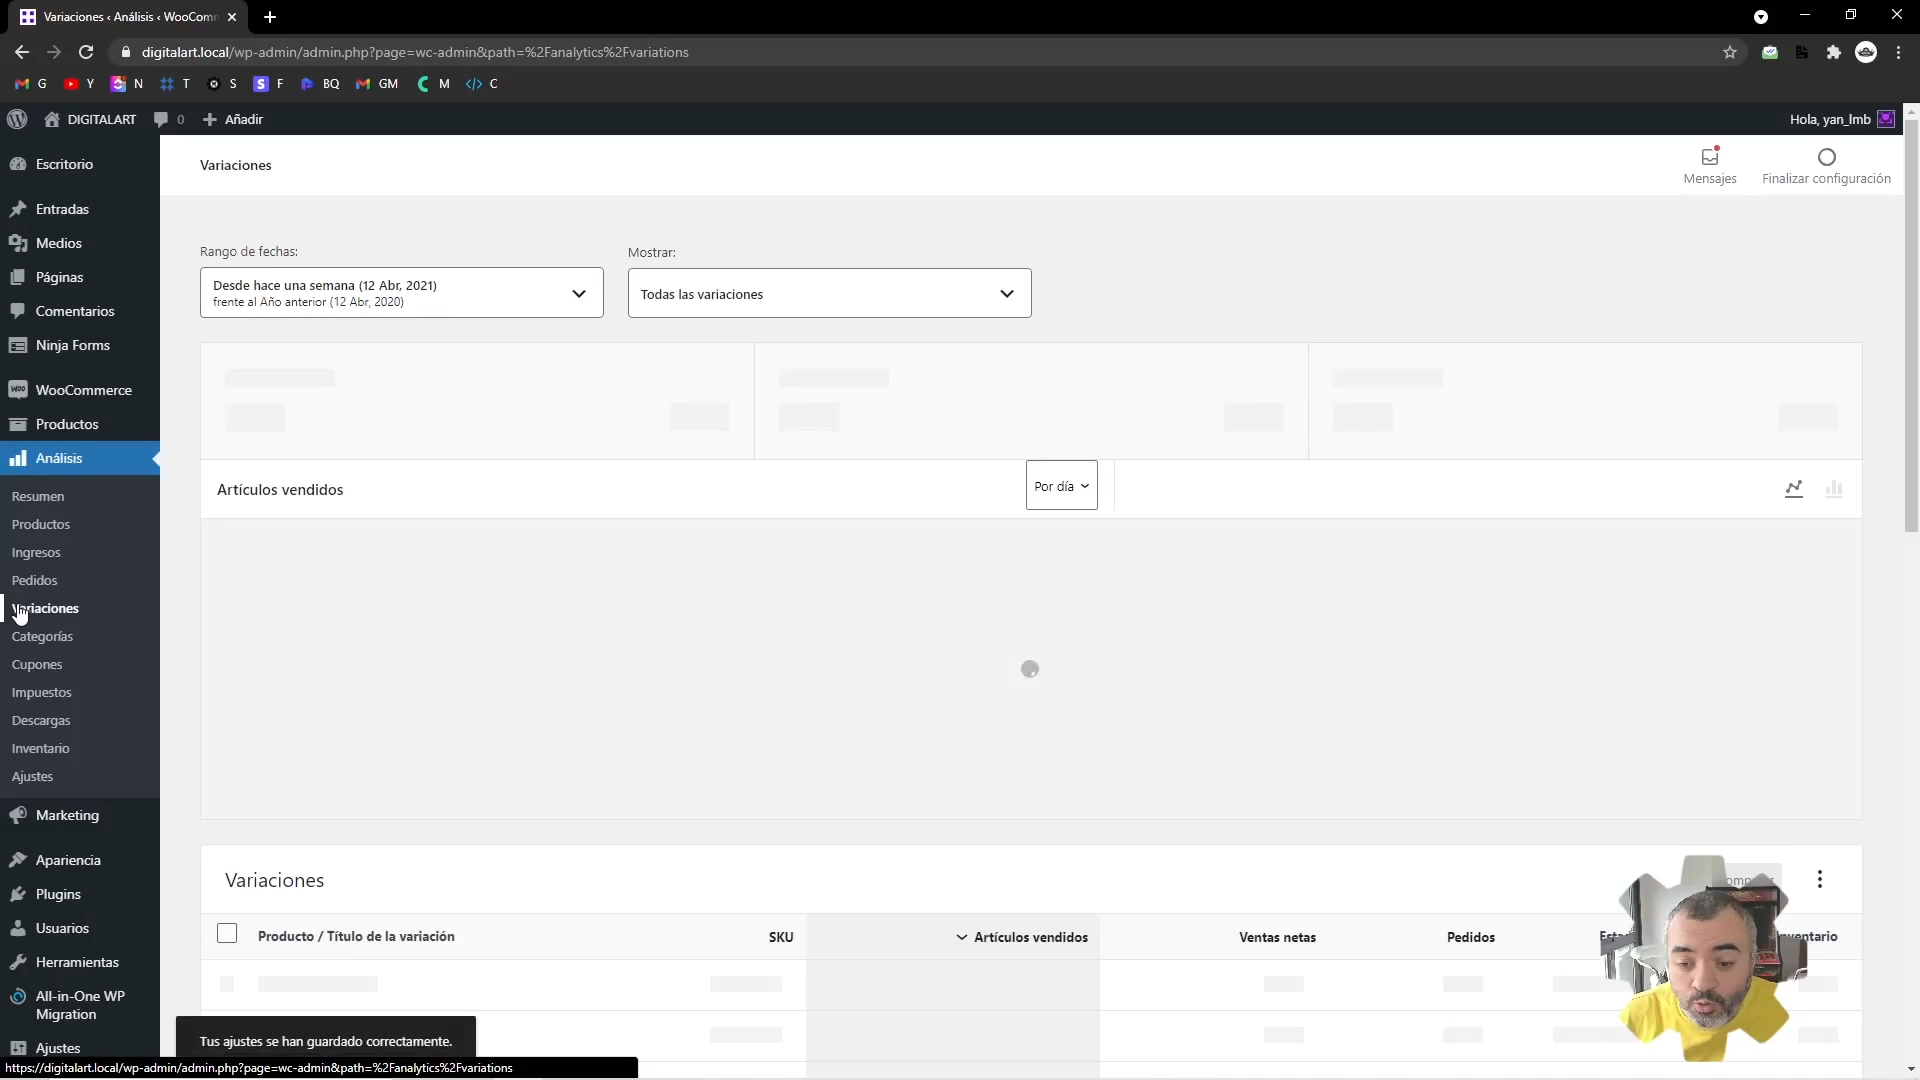 Variaciones ‹ Análisis ‹ WooComm
digitalart.local/wp-admin/admin.php?page=wc-admin&path=%2Fanalytics%2Fvariations
G Y N T S F BQ GM M C
DIGITALART 0 Añadir
Hola, yan_lmb
Escritorio
Entradas
Medios
Páginas
Comentarios
Ninja Forms
WooCommerce
Productos
Análisis
Resumen
Productos
Ingresos
Pedidos
Variaciones
Categorías
Cupones
Impuestos
Descargas
Inventario
Ajustes
Marketing
Apariencia
Plugins
Usuarios
Herramientas
All-in-One WP
Migration
Ajustes
Variaciones
Mensajes
Finalizar configuración
Rango de fechas:
Desde hace una semana (12 Abr, 2021)
frente al Año anterior (12 Abr, 2020)
Mostrar:
Todas las variaciones
Artículos vendidos
Por día
Variaciones
Producto / Título de la variación SKU Artículos vendidos Ventas netas Pedidos
Tus ajustes se han guardado correctamente.
https://digitalart.local/wp-admin/admin.php?page=wc-admin&path=%2Fanalytics%2Fvariations